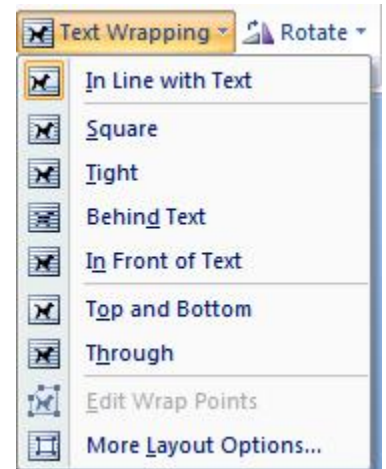 Text Wrapping Rotate
In Line with Text
Square
Tight
Behind Text
In Front of Text
Top and Bottom
Through
Edit Wrap Points
More Layout Options...